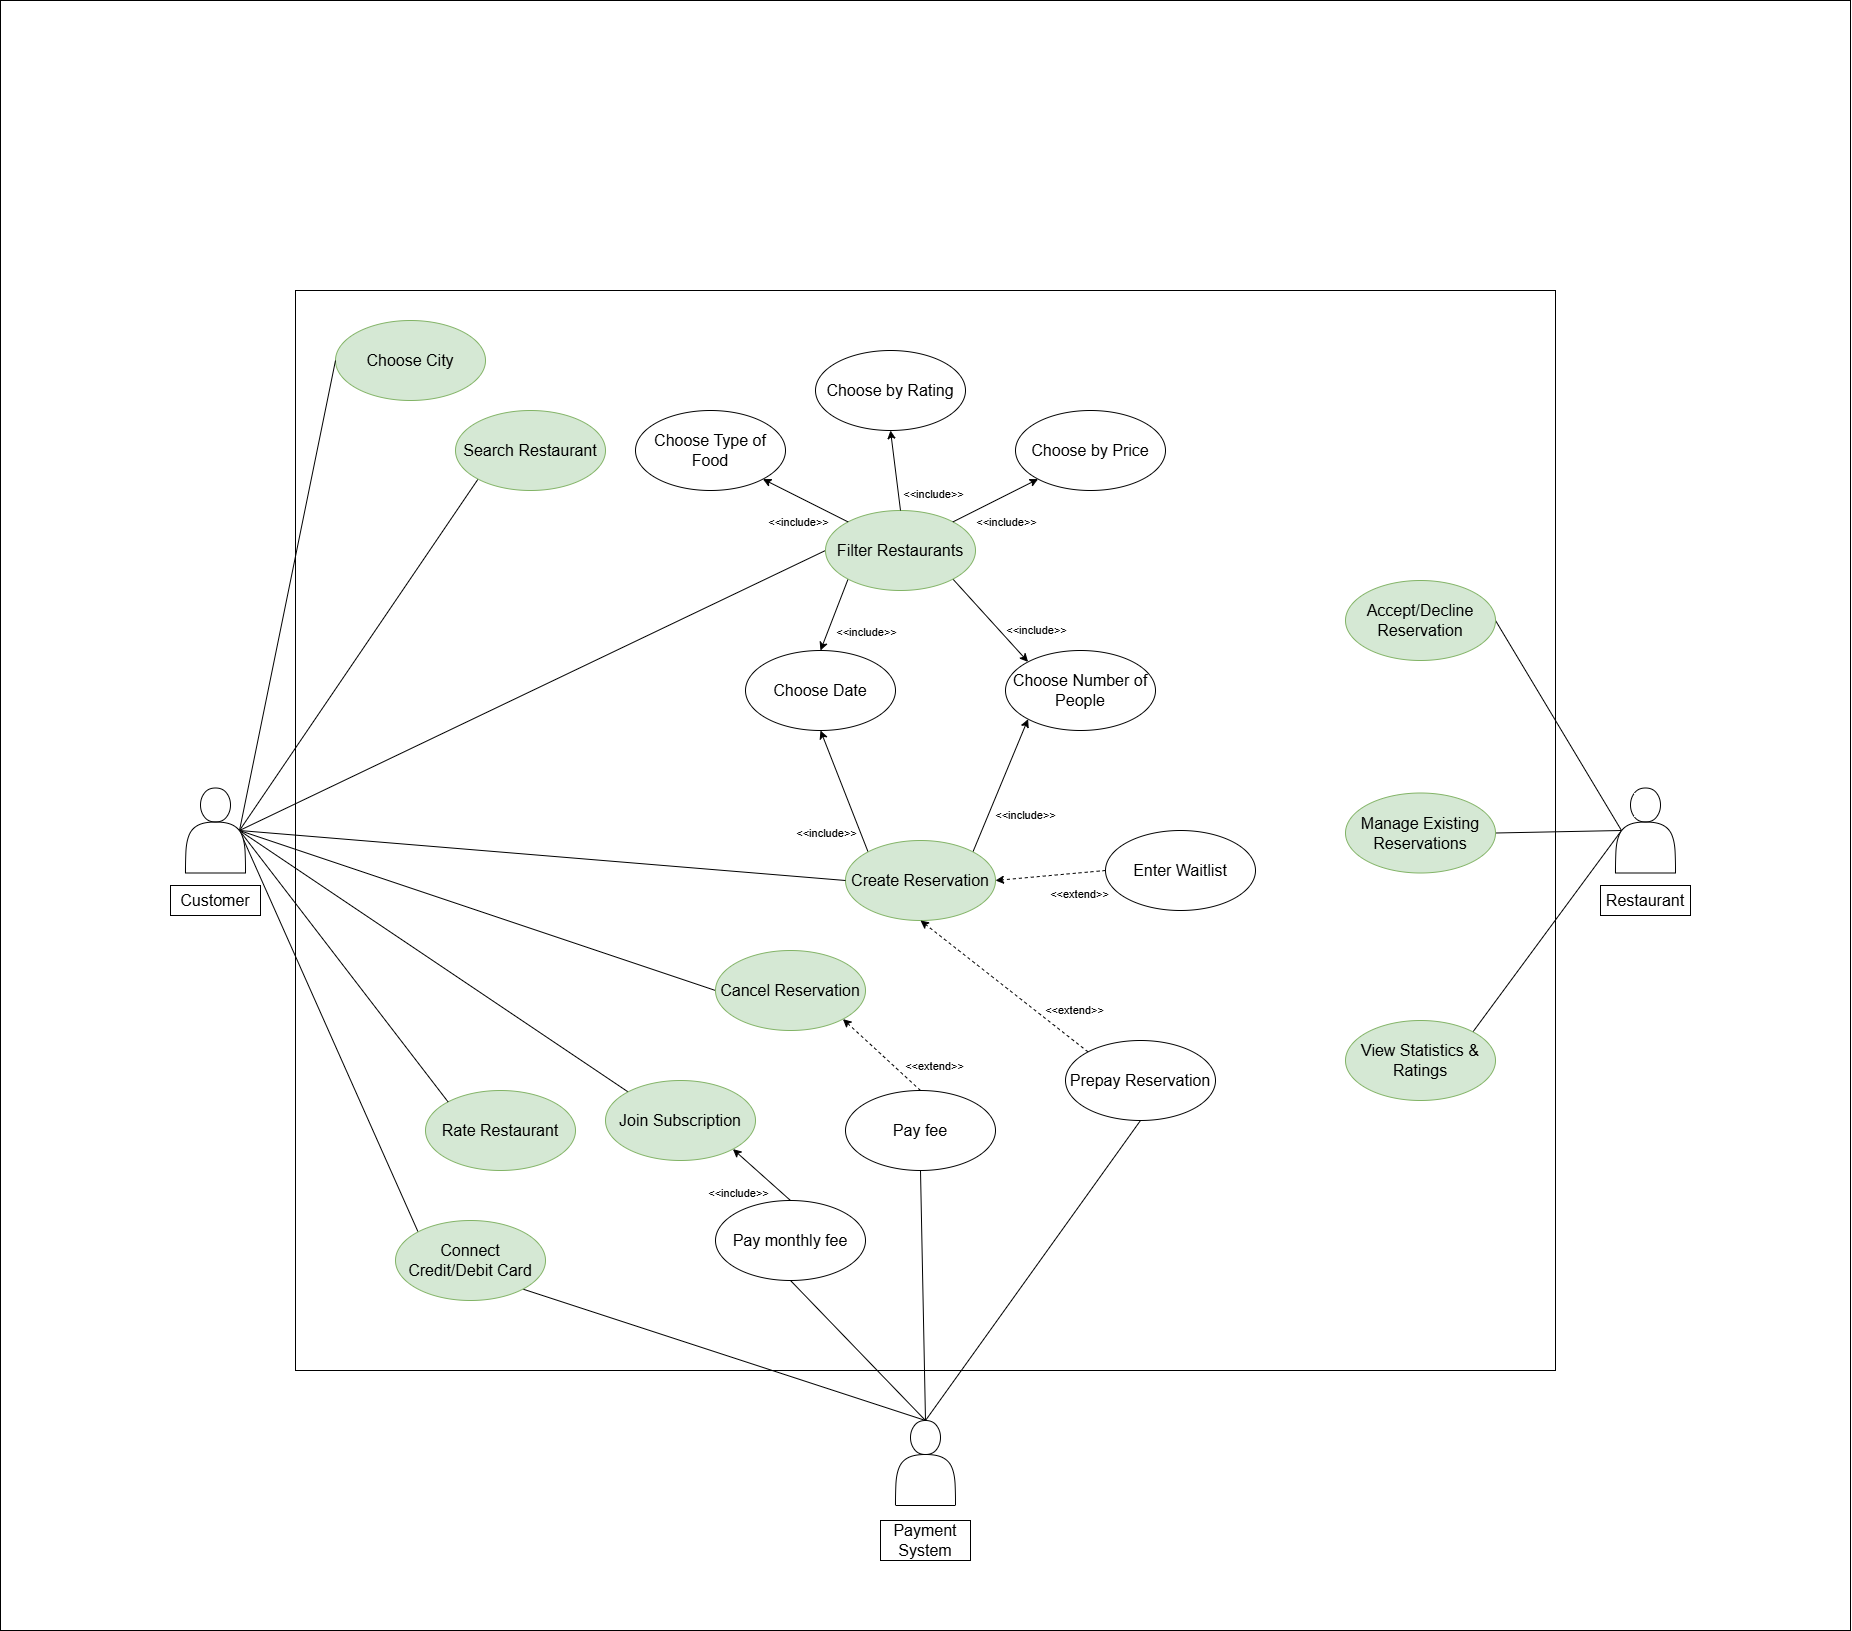 Choose City
Choose by Rating
Search Restaurant
Choose Type of
Food
Choose by Price
<<include>>
<<include>>
<<include>>
Filter Restaurants
<<include>>
<<include>>
Choose Date
Choose Number of
People
Accept/Decline
Reservation
<<include>>
<<include>>
Manage Existing
Reservations
Create Reservation
Enter Waitlist
<<extend>>
Customer
Restaurant
Cancel Reservation
<<extend>>
<<extend>>
View Statistics &
Ratings
Prepay Reservation
Join Subscription
Rate Restaurant
Pay fee
<<include>>
Pay monthly fee
Connect
Credit/Debit Card
Payment
System